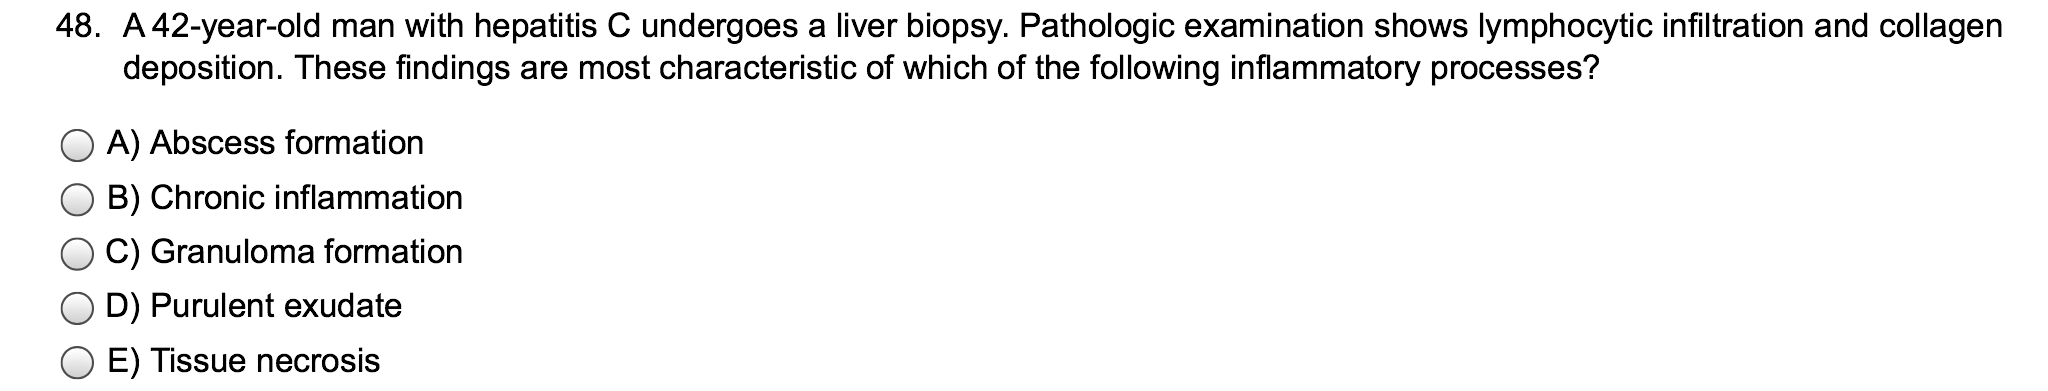 48. A 42-year-old man with hepatitis C undergoes a liver biopsy. Pathologic examination shows lymphocytic infiltration and collagen
deposition. These findings are most characteristic of which of the following inflammatory processes?
A) Abscess formation
B) Chronic inflammation
C) Granuloma formation
D) Purulent exudate
E) Tissue necrosis